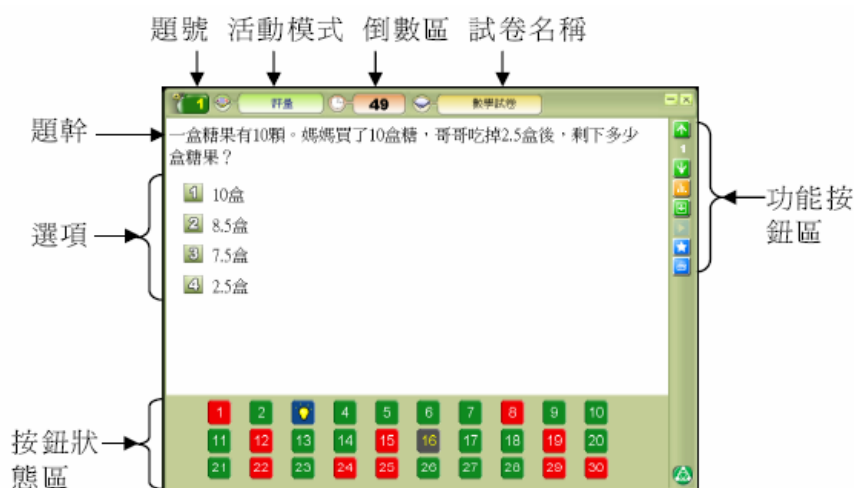 題號 活動模式 倒數區 試卷名稱
1 評量 49 數學試卷
題幹
一盒糖果有10顆。媽媽買了10盒糖，哥哥吃掉2.5盒後，剩下多少
盒糖果？
選項
1 10盒
2 8.5盒
3 7.5盒
4 2.5盒
1
功能按
鈕區
按鈕狀
態區
1 2 4 5 6 7 8 9 10
11 12 13 14 15 16 17 18 19 20
21 22 23 24 25 26 27 28 29 30